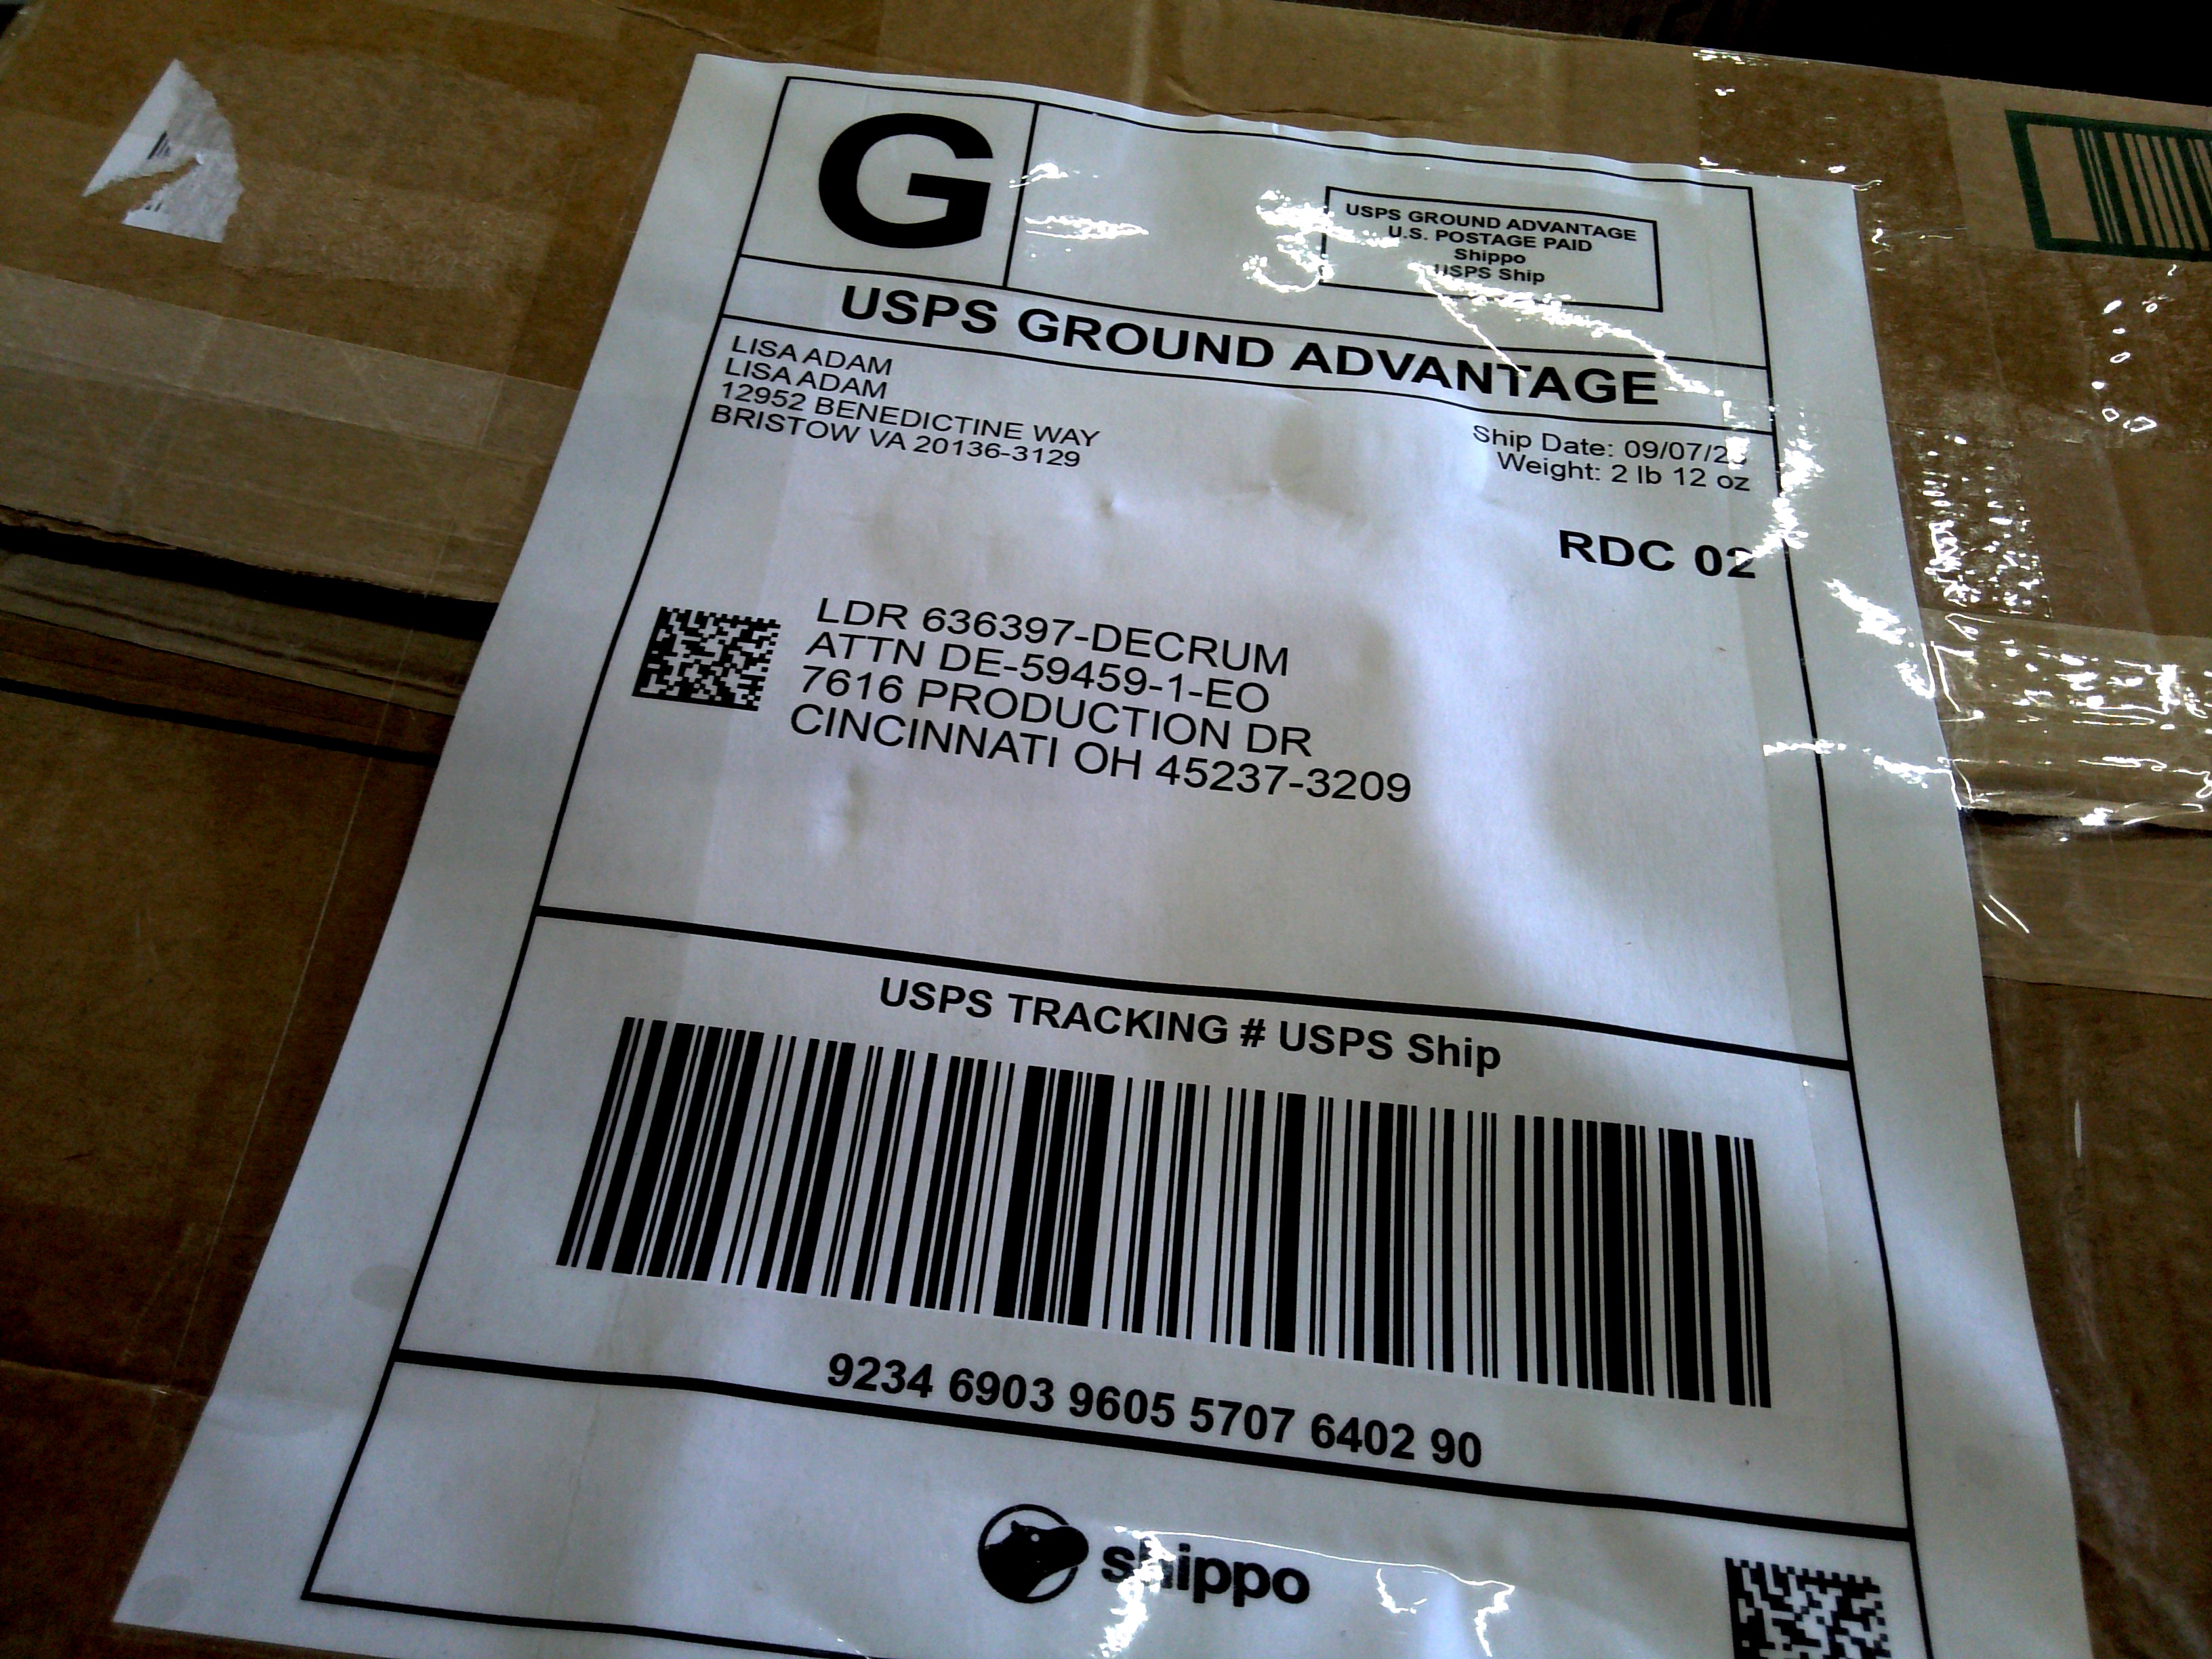 G
USPS GROUND ADVANTAGE
U.S. POSTAGE PAID
Shippo
USPS Ship
USPS GROUND ADVANTAGE
LISA ADAM
LISA ADAM
12952 BENEDICTINE WAY
BRISTOW VA 20136-3129
Ship Date:
Weight: 2 lb 12 oz
RDC 02
LDR 636397-DECRUM
ATTN DE-59459-1-EO
7616 PRODUCTION DR
CINCINNATI OH 45237-3209
USPS TRACKING # USPS Ship
9234 6903 9605 5707 6402 90
shippo